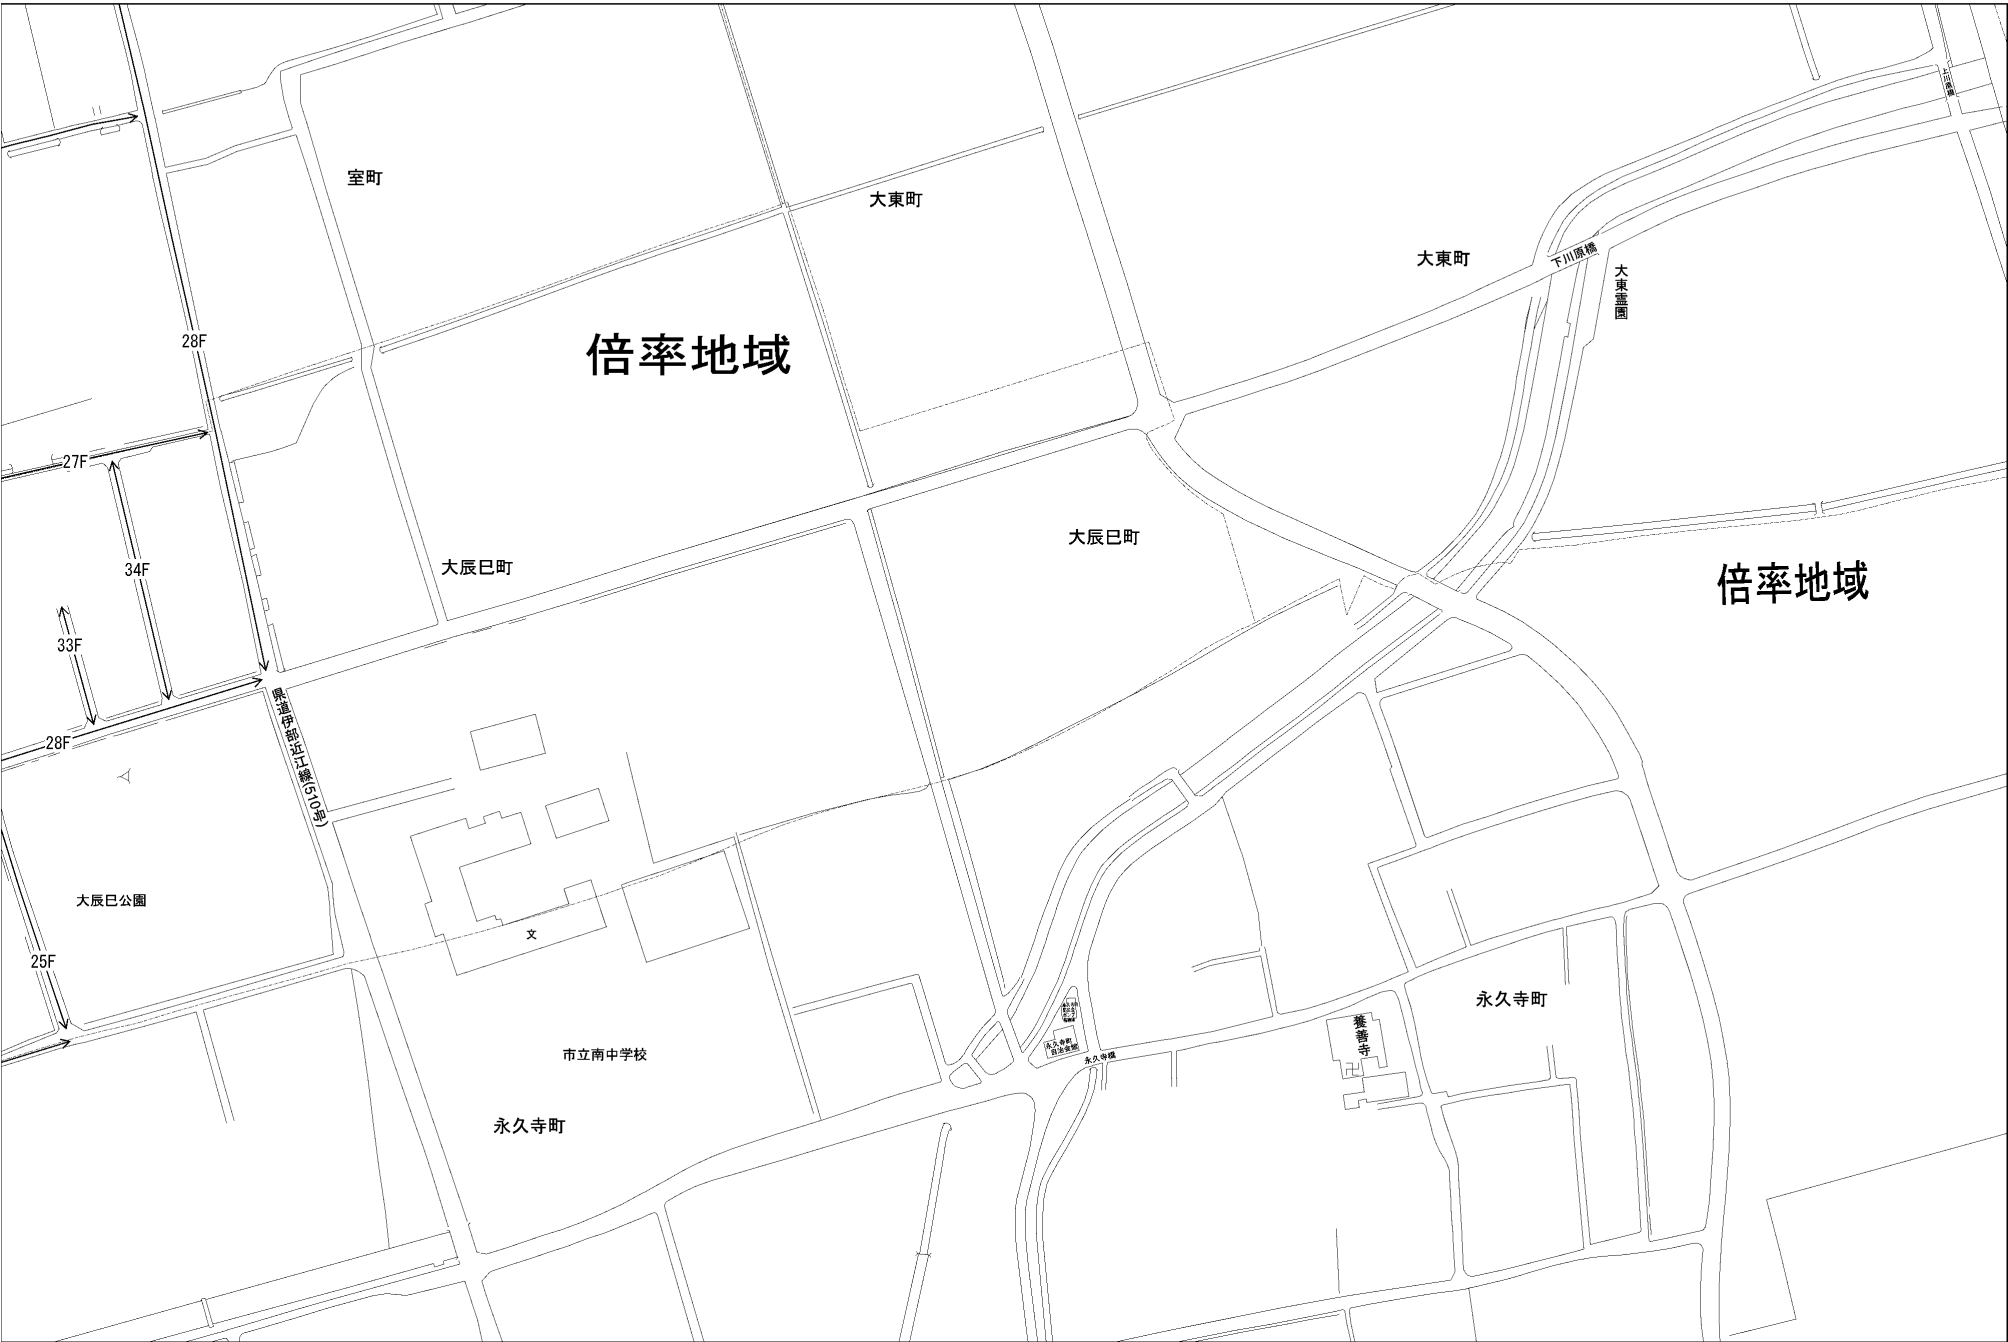 上川原橋
室町
大東町
大東町
下川原橋
大東霊園
28F
倍率地域
27F
大辰巳町
大辰巳町
34F
倍率地域
33F
県道伊部近江線(510号)
28F
大辰巳公園
文
25F
永久寺町
養善寺
永久寺町
自治会館
永久寺橋
市立南中学校
永久寺町